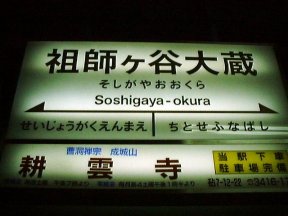 祖師ヶ谷大蔵
そしがやおおくら
Soshigaya-okura
せいじょうがくえんまえ
ちとせふなばし
曹洞禅宗 成城山
耕雲寺
当駅下車
駐車場完備